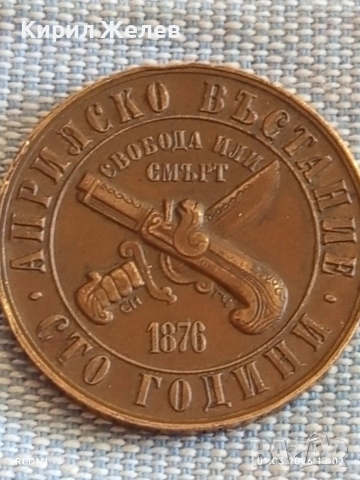 Кирил Желев
АПРИЛСКО ВЪСТАНИЕ
СВОБОДА ИЛИ
СМЪРТ
1876
· СТО ГОДИНИ ·